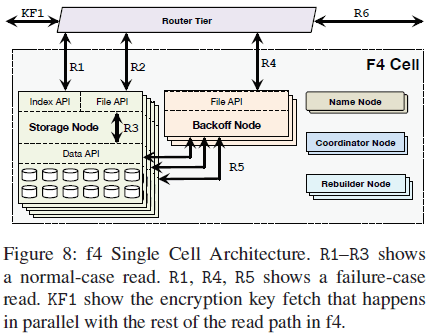 KF1
Router Tier
R6
R1
R2
R4
F4 Cell
Index API
File API
File API
Name Node
Storage Node
R3
Backoff Node
Coordinator Node
Data API
R5
Rebuilder Node
Figure 8: f4 Single Cell Architecture. R1–R3 shows
a normal-case read. R1, R4, R5 shows a failure-case
read. KF1 show the encryption key fetch that happens
in parallel with the rest of the read path in f4.